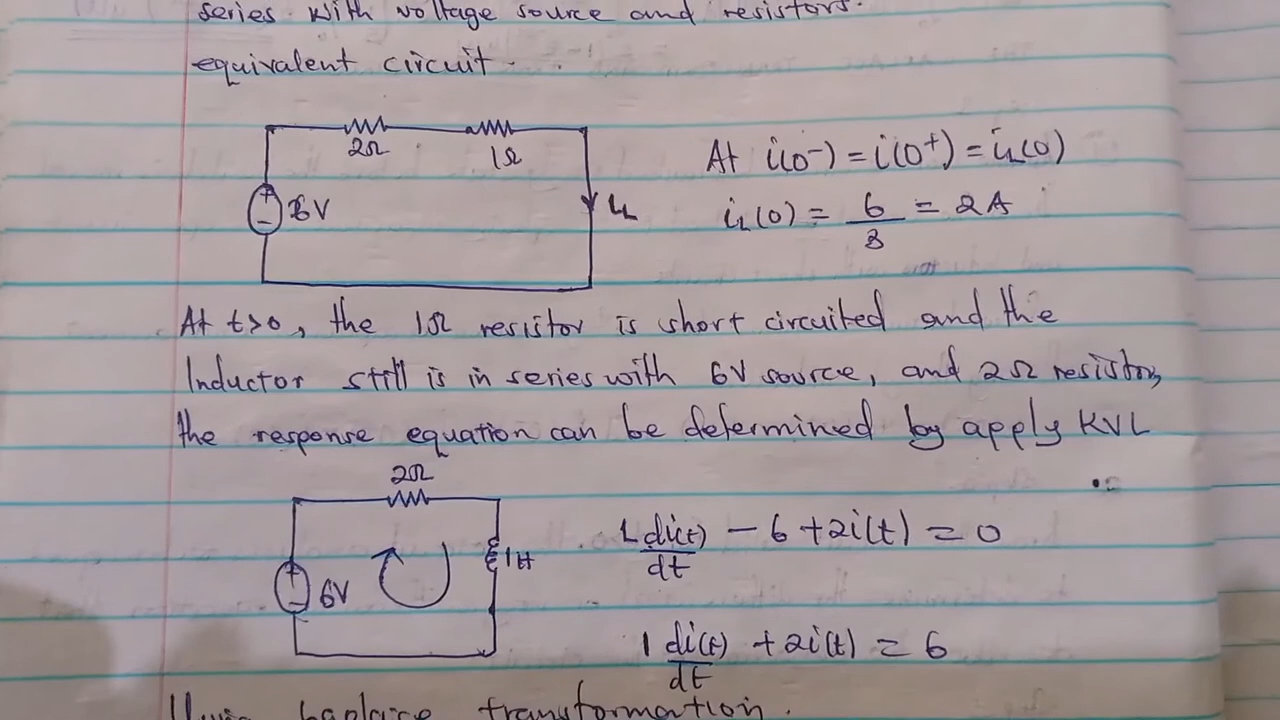 series. With voltage source and resistors.
equivalent circuit.
2Ω
1Ω
6V
iL
At i(0⁻) = i(0⁺) = iL(0)
iL(0) = 6/3 = 2A
At t>0, the 1Ω resistor is short circuited and the
Inductor still is in series with 6V source, and 2Ω resistor,
the response equation can be determined by apply KVL
2Ω
1H
6V
L di(t)/dt - 6 + 2i(t) = 0
1 di(t)/dt + 2i(t) = 6
Using Laplace transformation.